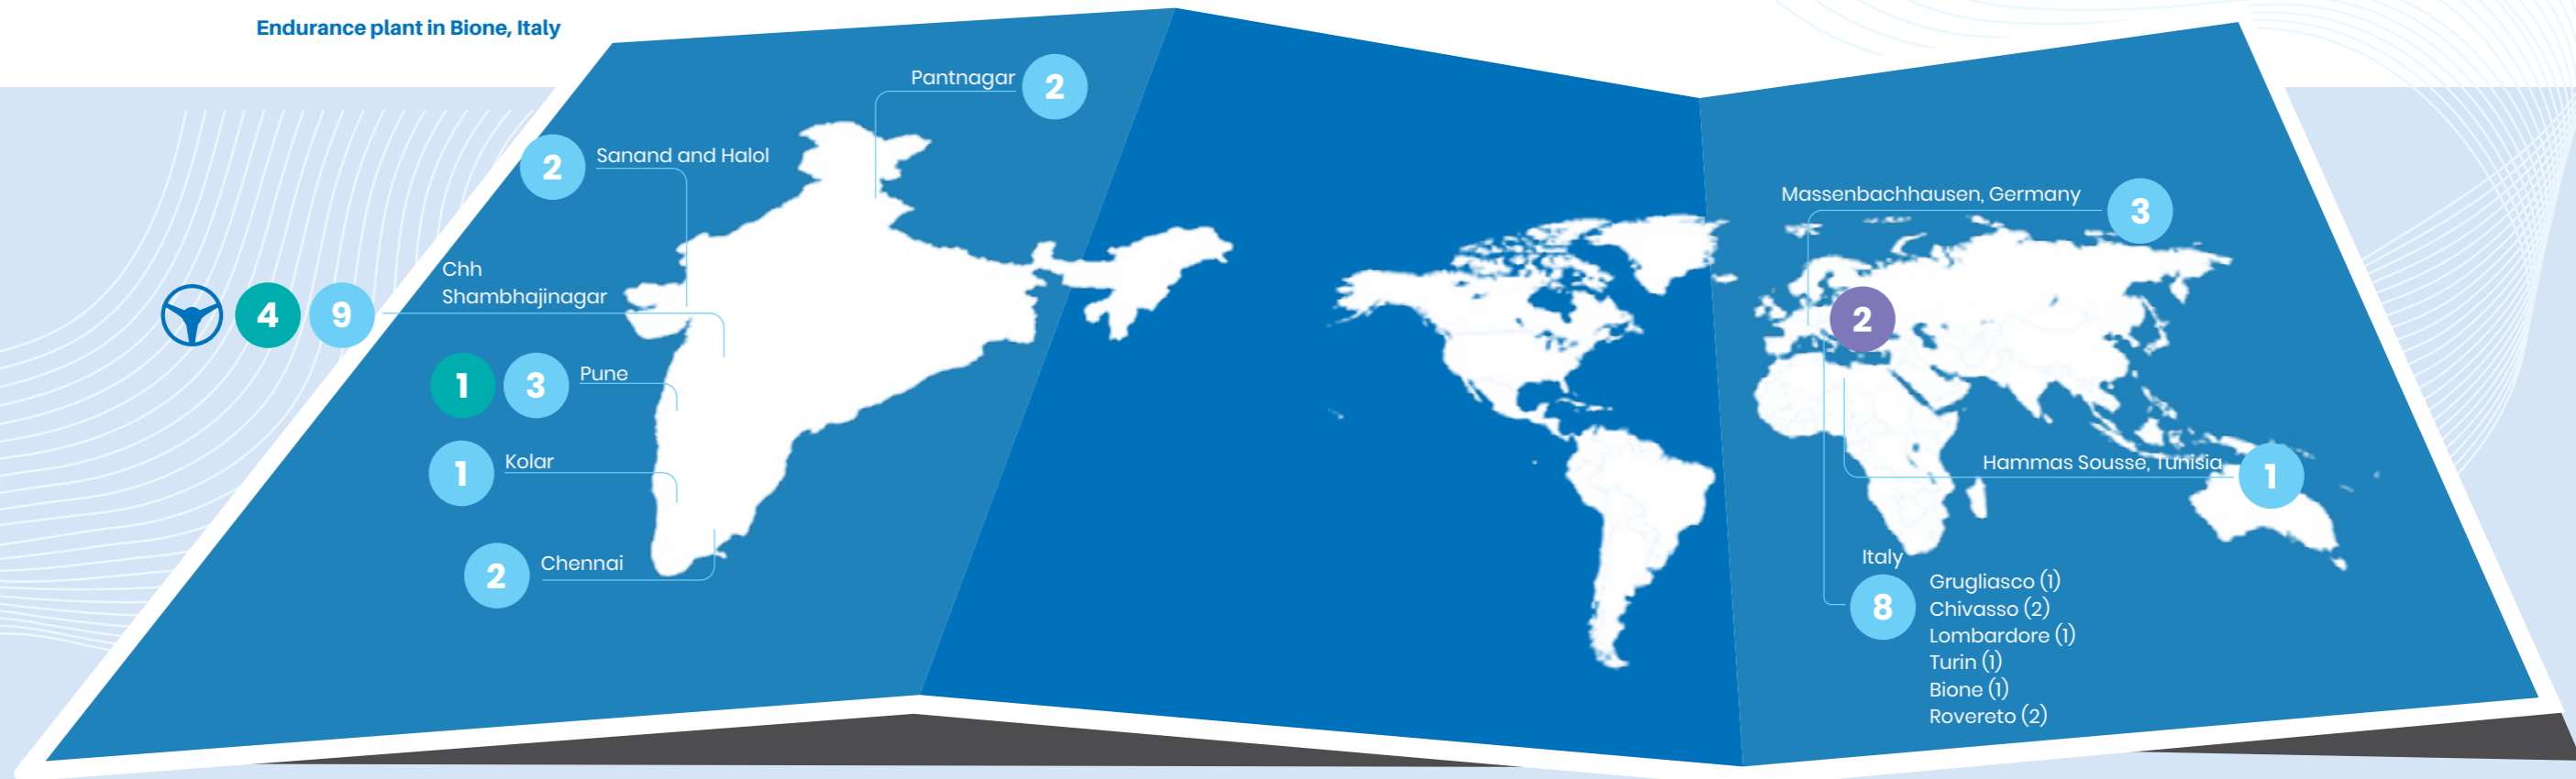 Endurance plant in Bione, Italy
Pantnagar 2
2 Sanand and Halol
Chh
Shambhajinagar
4 9
1 3 Pune
1 Kolar
2 Chennai
Massenbachhausen, Germany 3
2
Hammas Sousse, Tunisia 1
Italy
8
Grugliasco (1)
Chivasso (2)
Lombardore (1)
Turin (1)
Bione (1)
Rovereto (2)